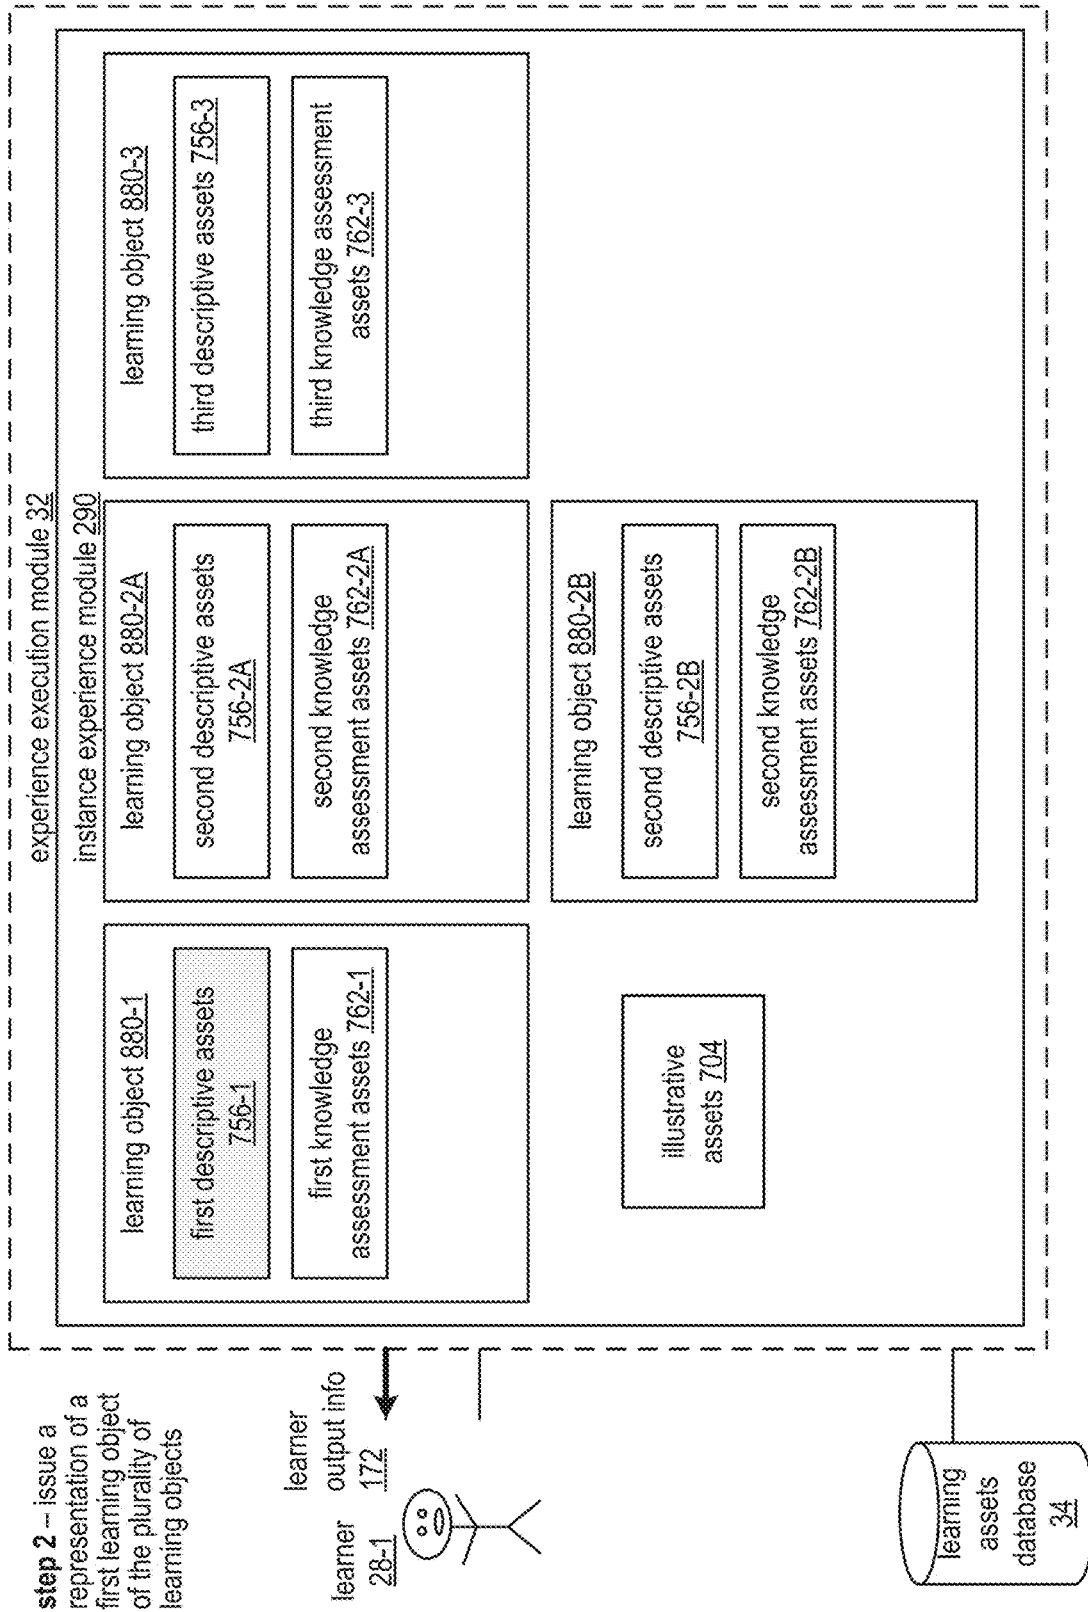 step 2 – issue a
representation of a
first learning object
of the plurality of
learning objects
learner
output info
172
learner
28-1
learning
assets
database
34
experience execution module 32
instance experience module 290
learning object 880-1
first descriptive assets
756-1
first knowledge
assessment assets 762-1
illustrative
assets 704
learning object 880-2A
second descriptive assets
756-2A
second knowledge
assessment assets 762-2A
learning object 880-2B
second descriptive assets
756-2B
second knowledge
assessment assets 762-2B
learning object 880-3
third descriptive assets 756-3
third knowledge assessment
assets 762-3